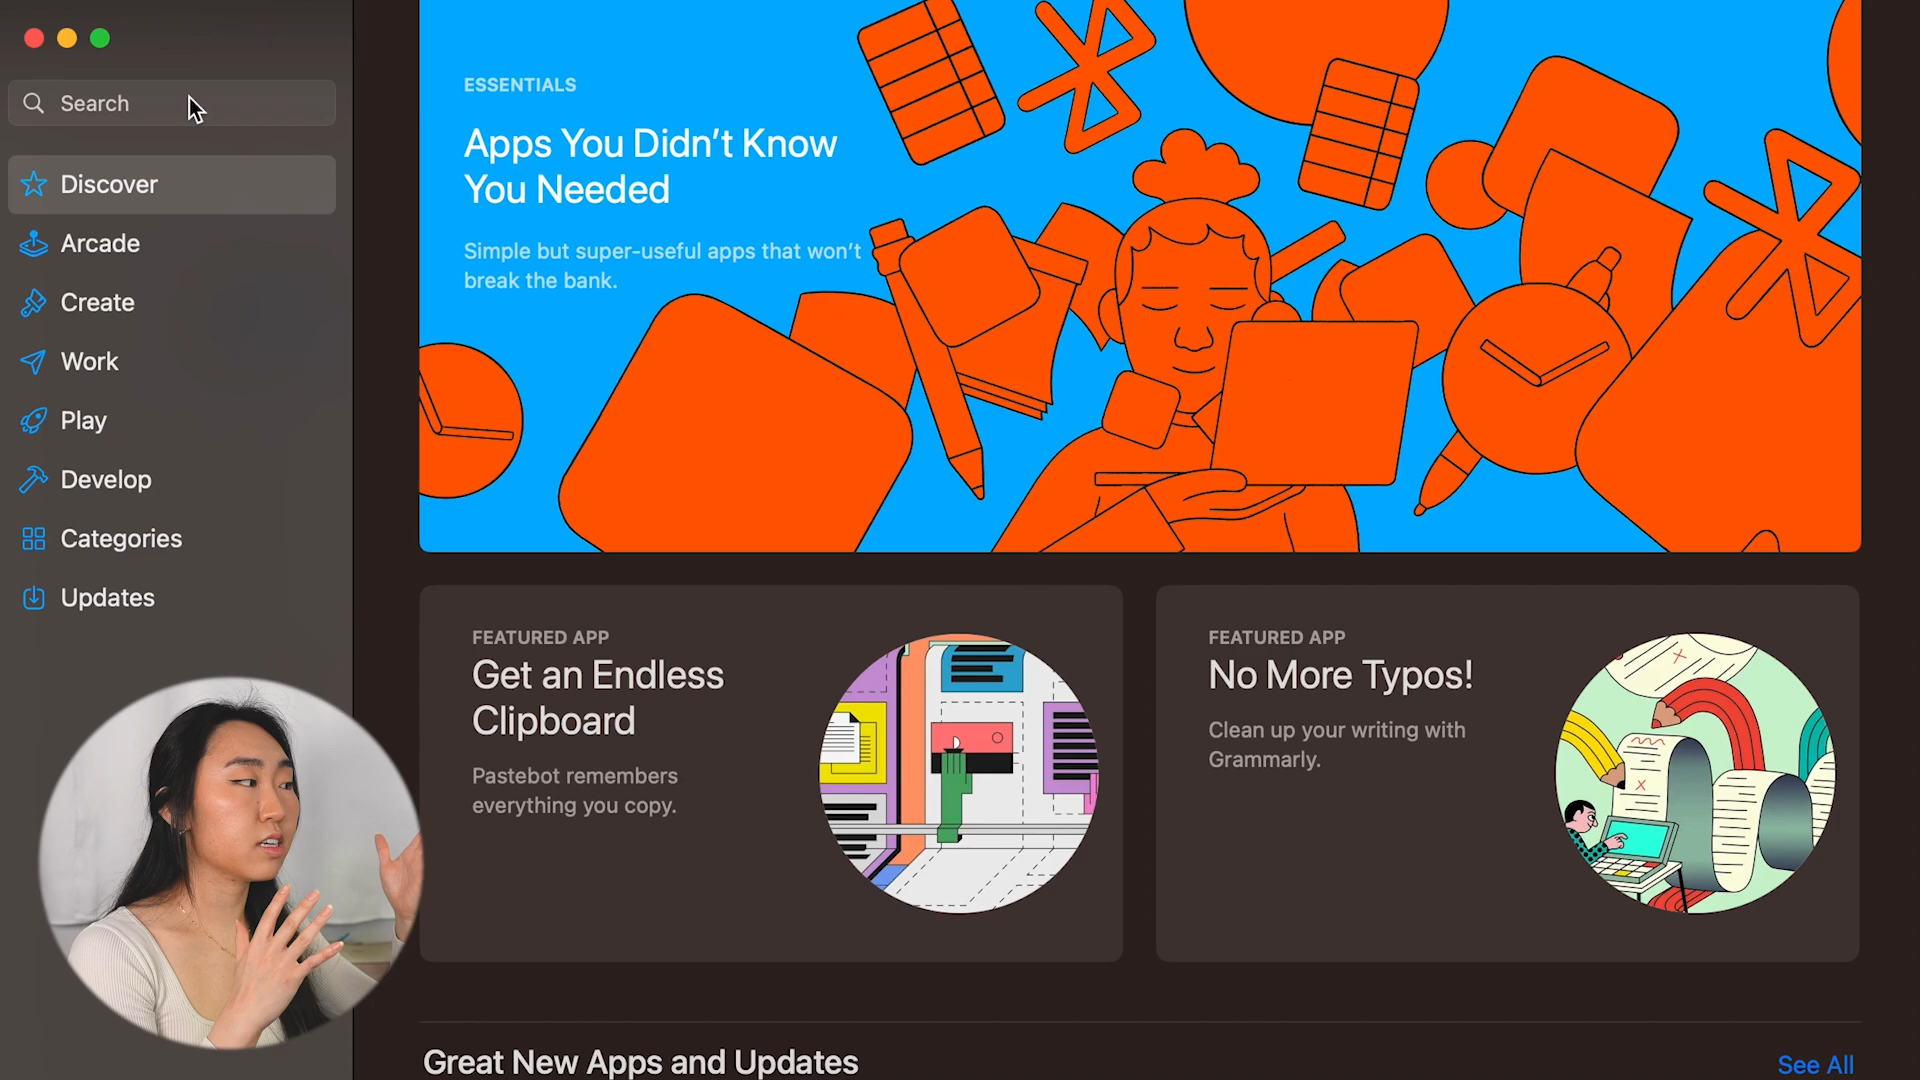 Search
Discover
Arcade
Create
Work
Play
Develop
Categories
Updates
ESSENTIALS
Apps You Didn’t Know
You Needed
Simple but super-useful apps that won’t
break the bank.
FEATURED APP
Get an Endless
Clipboard
Pastebot remembers
everything you copy.
FEATURED APP
No More Typos!
Clean up your writing with
Grammarly.
Great New Apps and Updates
See All